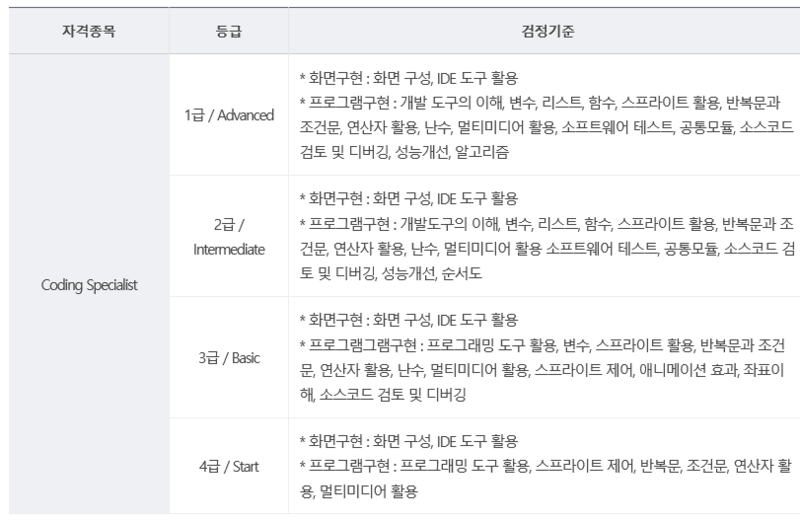 자격종목 등급 검정기준
Coding Specialist
1급 / Advanced
* 화면구현 : 화면 구성, IDE 도구 활용
* 프로그램구현 : 개발 도구의 이해, 변수, 리스트, 함수, 스프라이트 활용, 반복문과
조건문, 연산자 활용, 난수, 멀티미디어 활용, 소프트웨어 테스트, 공통모듈, 소스코드
검토 및 디버깅, 성능개선, 알고리즘
2급 /
Intermediate
* 화면구현 : 화면 구성, IDE 도구 활용
* 프로그램구현 : 개발도구의 이해, 변수, 리스트, 함수, 스프라이트 활용, 반복문과 조
건문, 연산자 활용, 난수, 멀티미디어 활용 소프트웨어 테스트, 공통모듈, 소스코드 검
토 및 디버깅, 성능개선, 순서도
3급 / Basic
* 화면구현 : 화면 구성, IDE 도구 활용
* 프로그램그램구현 : 프로그래밍 도구 활용, 변수, 스프라이트 활용, 반복문과 조건
문, 연산자 활용, 난수, 멀티미디어 활용, 스프라이트 제어, 애니메이션 효과, 좌표이
해, 소스코드 검토 및 디버깅
4급 / Start
* 화면구현 : 화면 구성, IDE 도구 활용
* 프로그램구현 : 프로그래밍 도구 활용, 스프라이트 제어, 반복문, 조건문, 연산자 활
용, 멀티미디어 활용